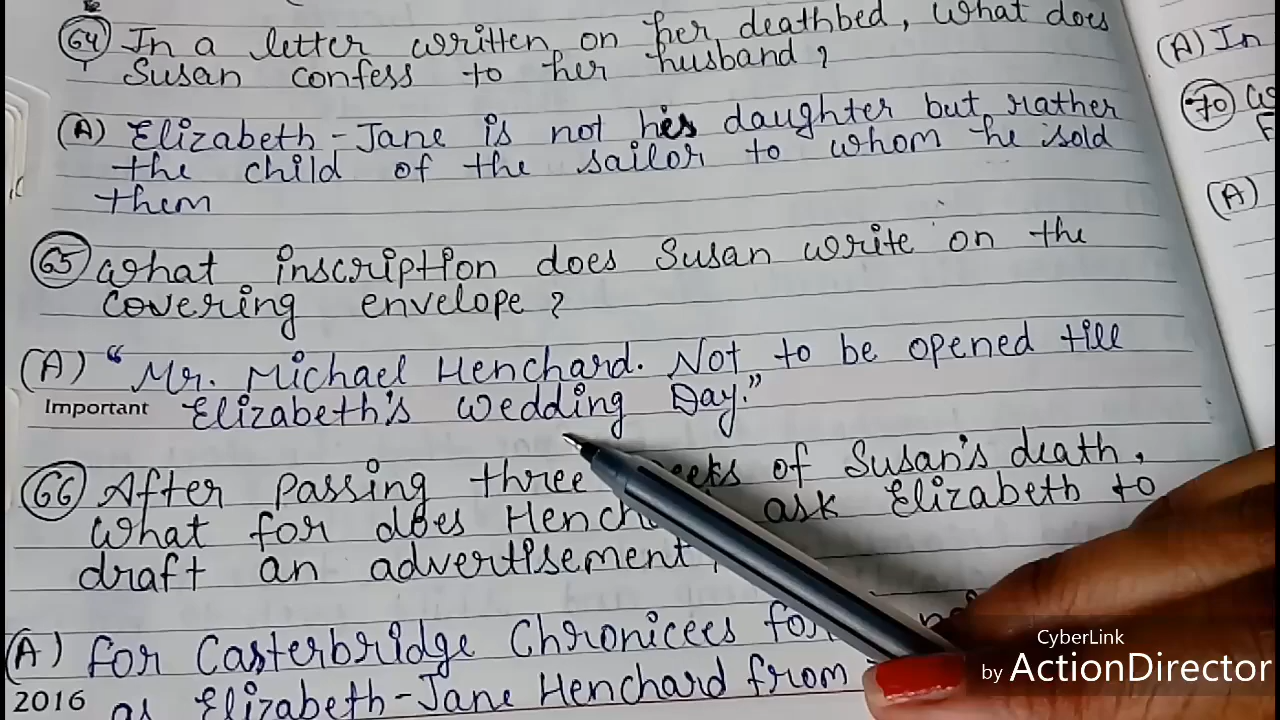 64 In a letter written on her deathbed, What does
Susan confess to her husband?
(A) Elizabeth-Jane is not his daughter but rather
the child of the sailor to whom he sold
them
65 What inscription does Susan write on the
covering envelope?
(A) "Mr. Michael Henchard. Not to be opened till
Important Elizabeth's Wedding Day."
66 After passing three of Susan's death,
What for does ask Elizabeth to
draft an advertisement
(A) For Casterbridge Chronicees for
2016 as Elizabeth-Jane Henchard from
(A) In
70
(A)
CyberLink
by ActionDirector